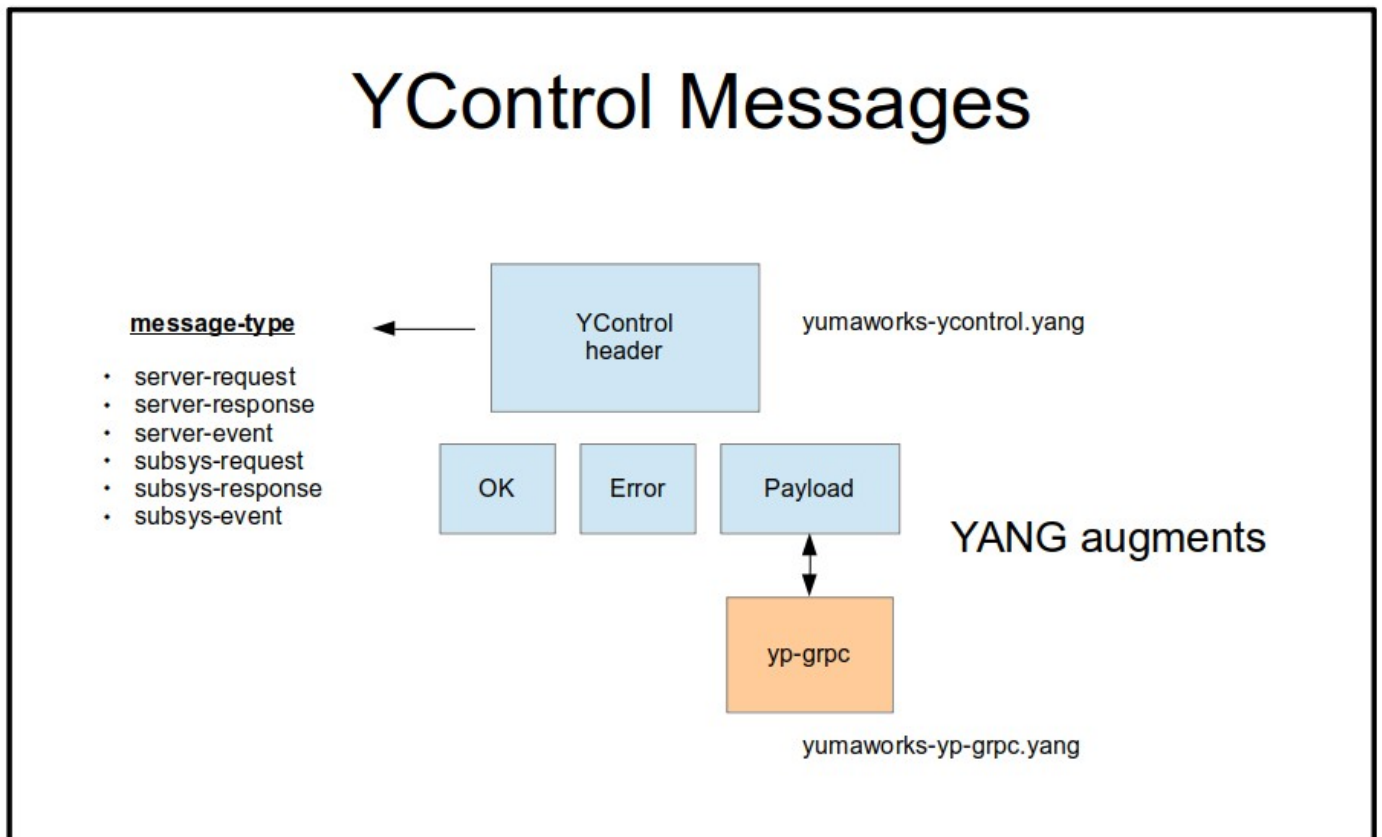 YControl Messages
message-type
• server-request
• server-response
• server-event
• subsys-request
• subsys-response
• subsys-event
YControl
header
yumaworks-ycontrol.yang
OK
Error
Payload
YANG augments
yp-grpc
yumaworks-yp-grpc.yang